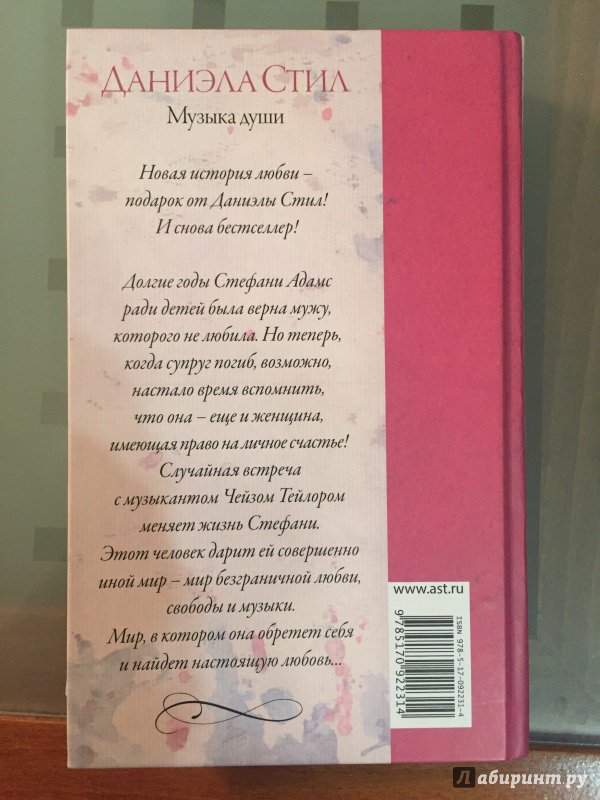 ДАНИЭЛА СТИЛ
Музыка души
Новая история любви –
подарок от Даниэлы Стил!
И снова бестселлер!
Долгие годы Стефани Адамс
ради детей была верна мужу,
которого не любила. Но теперь,
когда супруг погиб, возможно,
настало время вспомнить,
что она – еще и женщина,
имеющая право на личное счастье!
Случайная встреча
с музыкантом Чейзом Тейлором
меняет жизнь Стефани.
Этот человек дарит ей совершенно
иной мир – мир безграничной любви,
свободы и музыки.
Мир, в котором она обретет себя
и найдет настоящую любовь...
www.ast.ru
ISBN 978-5-17-092231-4
9785170922314
Лабиринт.ру